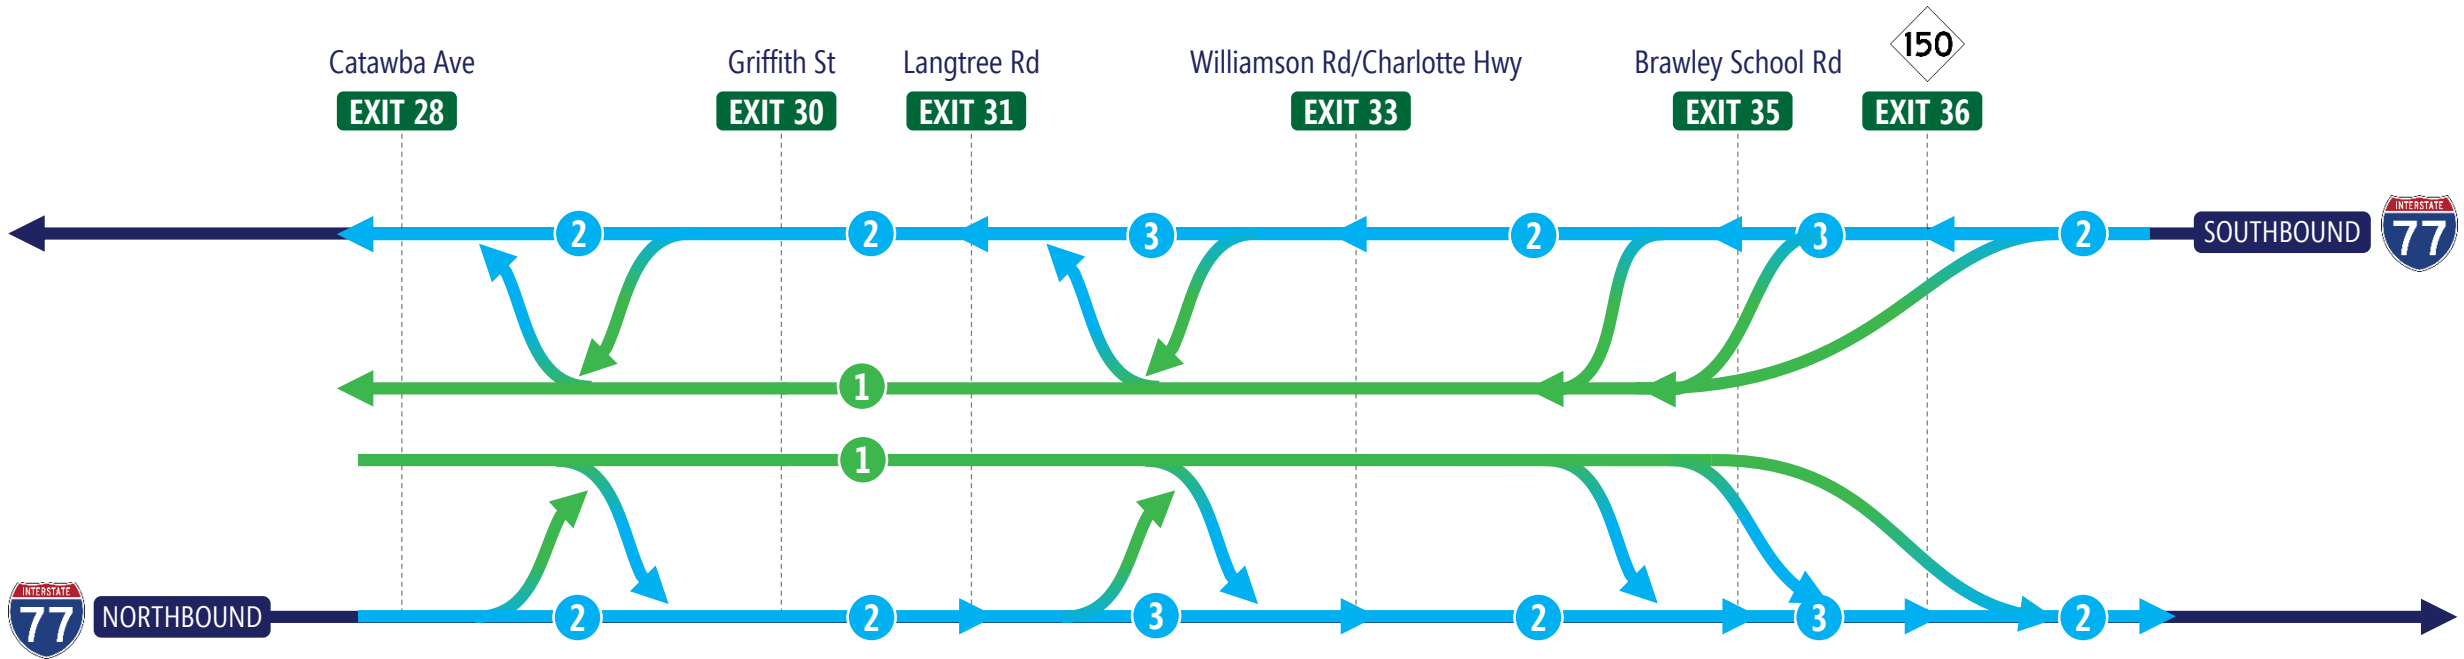 150
Catawba Ave
Griffith St
Langtree Rd
Williamson Rd/Charlotte Hwy
Brawley School Rd
EXIT 28
EXIT 30
EXIT 31
EXIT 33
EXIT 35
EXIT 36
2
2
3
2
3
2
SOUTHBOUND
INTERSTATE
77
1
1
INTERSTATE
77
NORTHBOUND
2
2
3
2
3
2